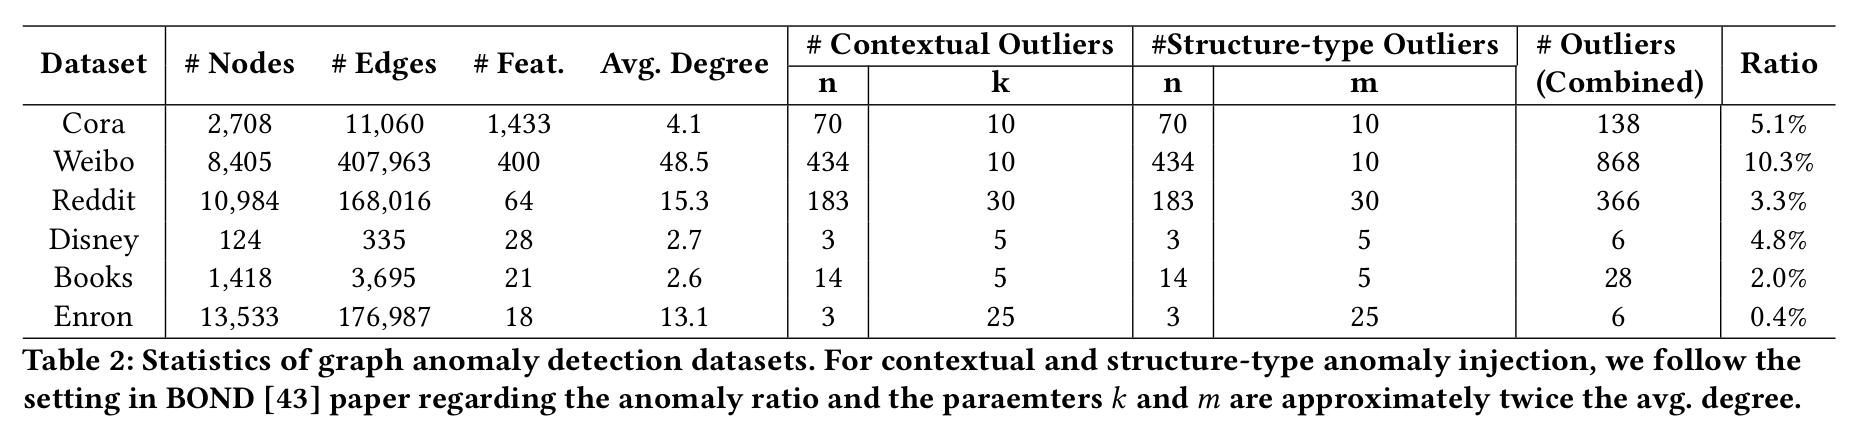 Dataset # Nodes # Edges # Feat. Avg. Degree # Contextual Outliers #Structure-type Outliers # Outliers (Combined) Ratio
n k n m
Cora 2,708 11,060 1,433 4.1 70 10 70 10 138 5.1%
Weibo 8,405 407,963 400 48.5 434 10 434 10 868 10.3%
Reddit 10,984 168,016 64 15.3 183 30 183 30 366 3.3%
Disney 124 335 28 2.7 3 5 3 5 6 4.8%
Books 1,418 3,695 21 2.6 14 5 14 5 28 2.0%
Enron 13,533 176,987 18 13.1 3 25 3 25 6 0.4%
Table 2: Statistics of graph anomaly detection datasets. For contextual and structure-type anomaly injection, we follow the
setting in BOND [43] paper regarding the anomaly ratio and the paraemters k and m are approximately twice the avg. degree.